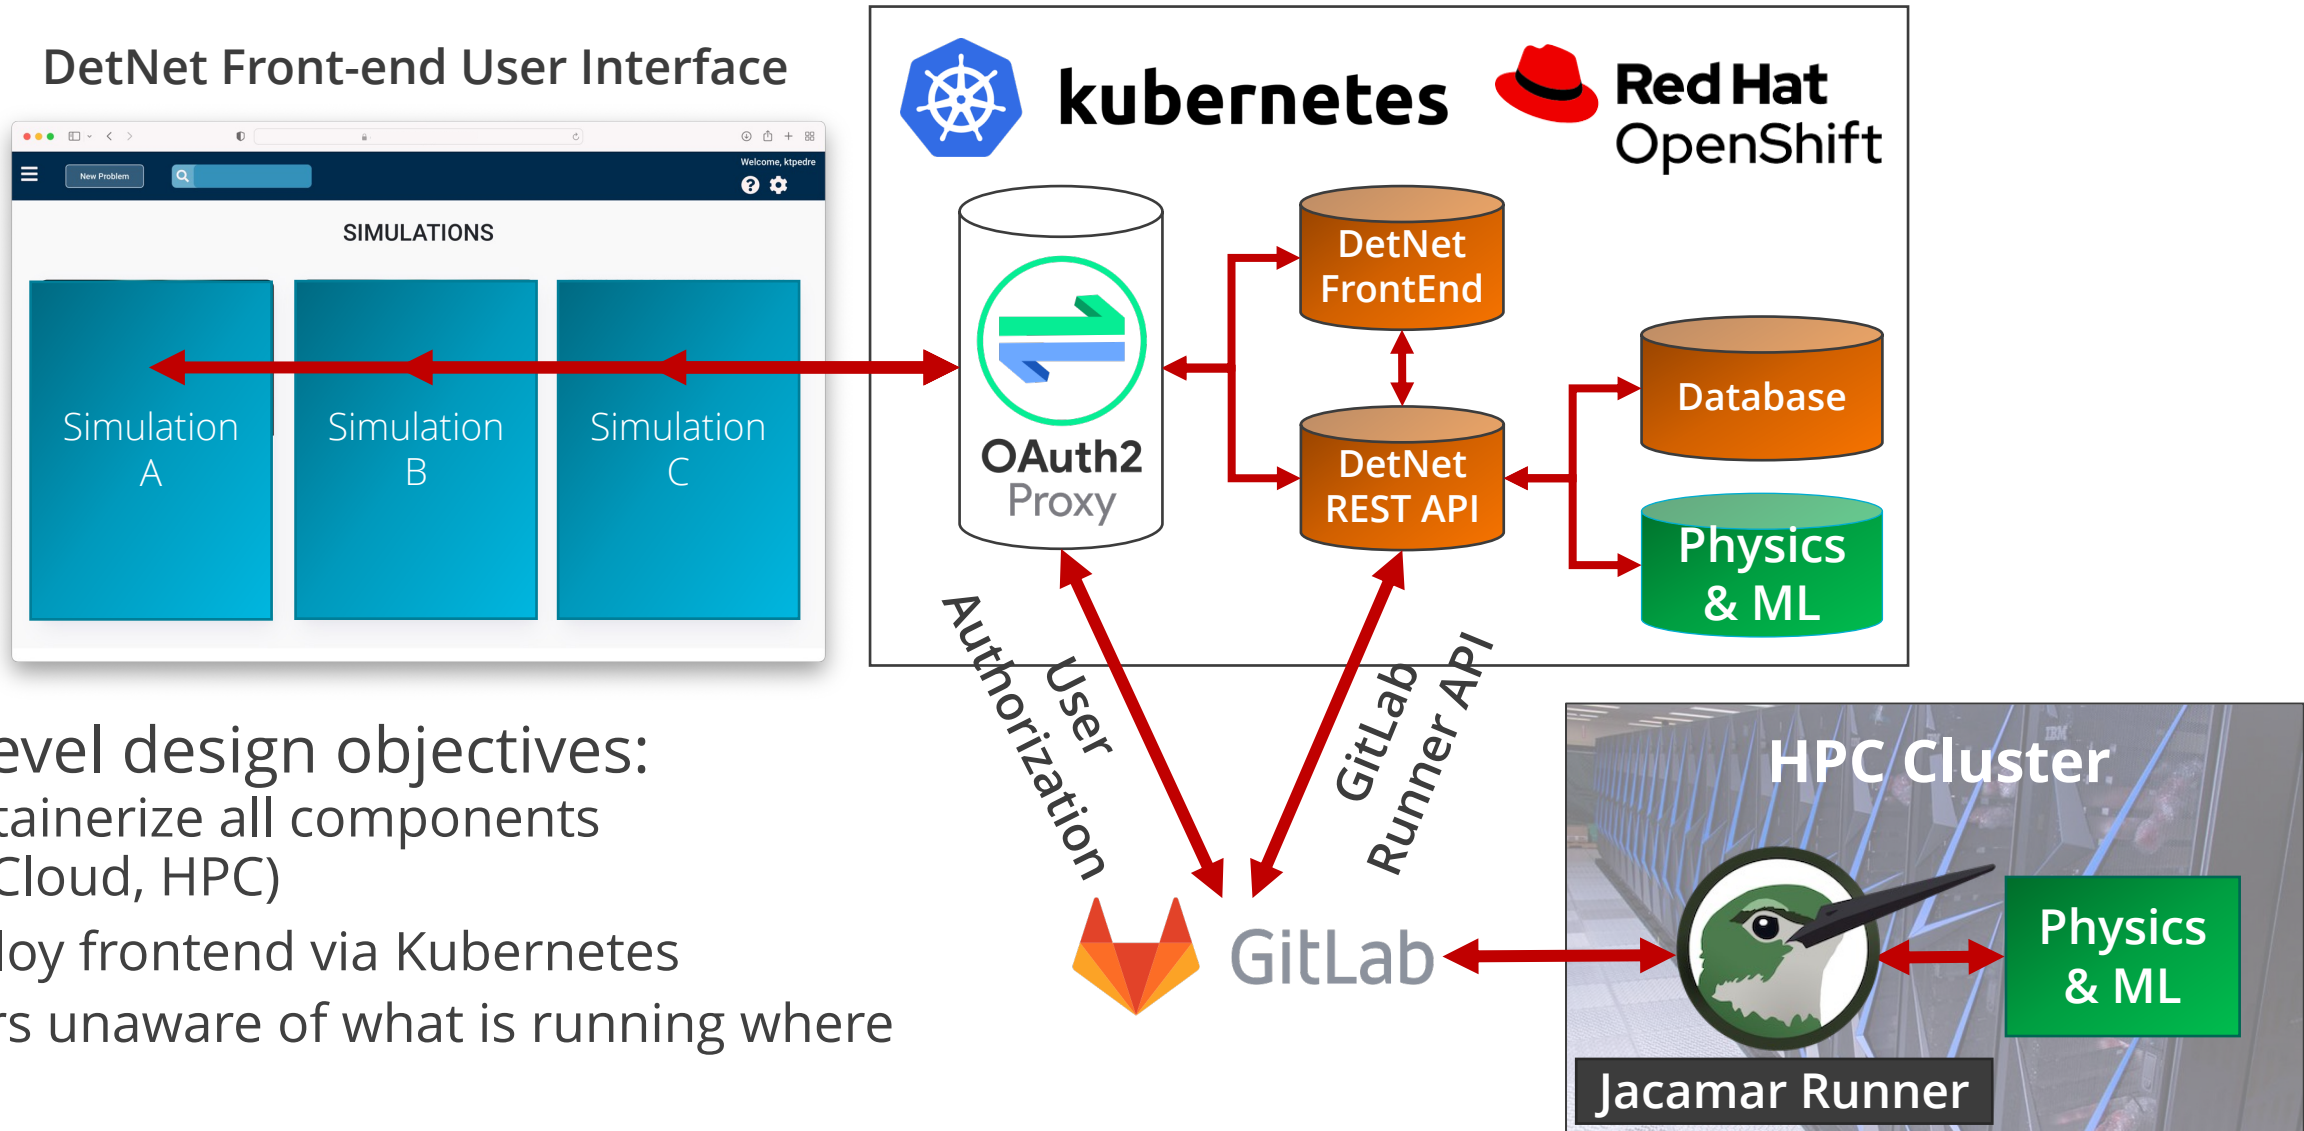 DetNet Front-end User Interface
Welcome, ktpedre
New Problem
SIMULATIONS
Simulation
A
Simulation
B
Simulation
C
kubernetes
Red Hat
OpenShift
OAuth2
Proxy
DetNet
FrontEnd
DetNet
REST API
Database
Physics
& ML
User
Authorization
GitLab
Runner API
GitLab
HPC Cluster
IBM
Physics
& ML
Jacamar Runner
evel design objectives:
tainerize all components
Cloud, HPC)
loy frontend via Kubernetes
rs unaware of what is running where